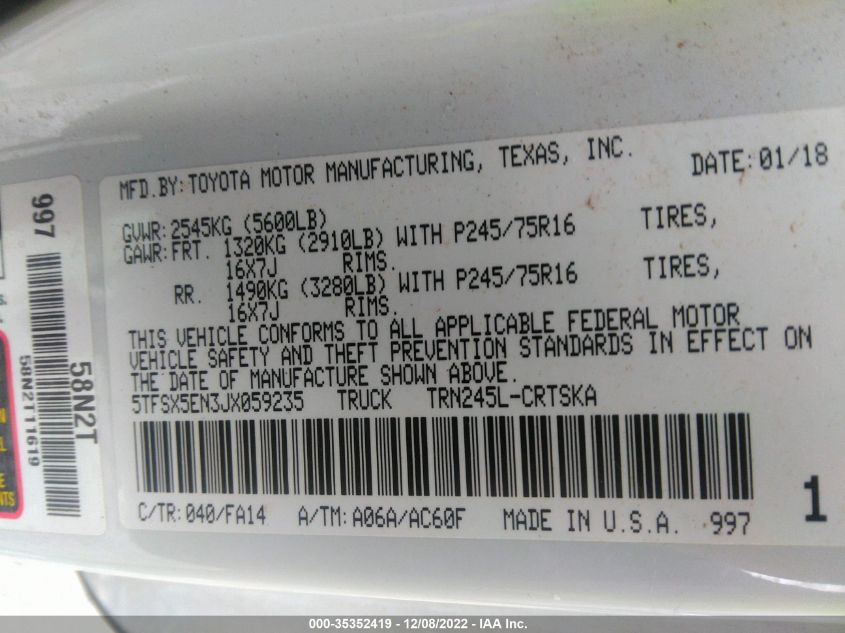 MFD.BY: TOYOTA MOTOR MANUFACTURING, TEXAS, INC. DATE: 01/18
GVWR: 2545KG (5600LB)
GAWR: FRT. 1320KG (2910LB) WITH P245/75R16 TIRES,
16X7J RIMS.
RR. 1490KG (3280LB) WITH P245/75R16 TIRES,
16X7J RIMS.
THIS VEHICLE CONFORMS TO ALL APPLICABLE FEDERAL MOTOR
VEHICLE SAFETY AND THEFT PREVENTION STANDARDS IN EFFECT ON
THE DATE OF MANUFACTURE SHOWN ABOVE.
5TFSX5EN3JX059235 TRUCK TRN245L-CRTSKA
C/TR: 040/FA14 A/TM: A06A/AC60F MADE IN U.S.A. 997
1
997
58N2T11619
58N2T
000-35352419 - 12/08/2022 - IAA Inc.